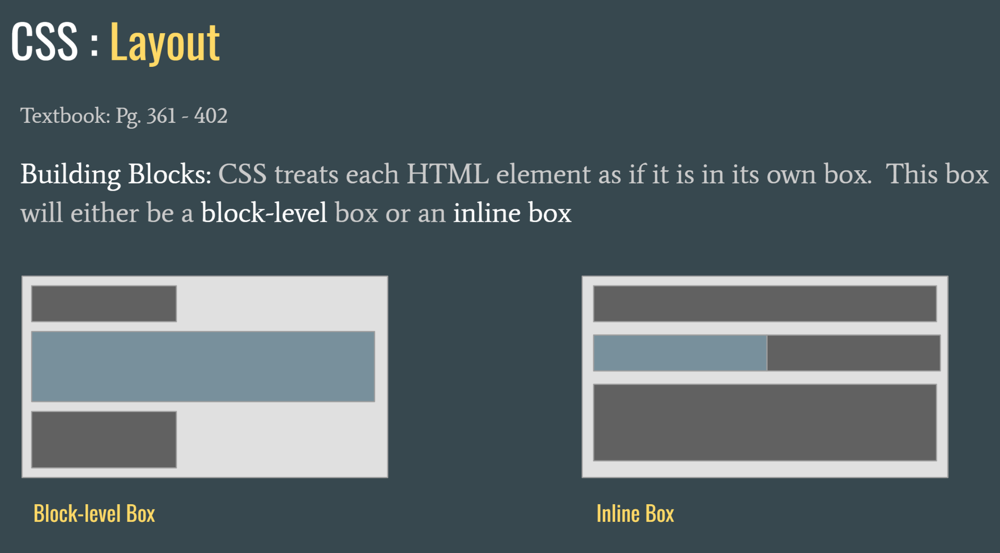 CSS : Layout
Textbook: Pg. 361 - 402
Building Blocks: CSS treats each HTML element as if it is in its own box.  This box
will either be a block-level box or an inline box
Block-level Box
Inline Box